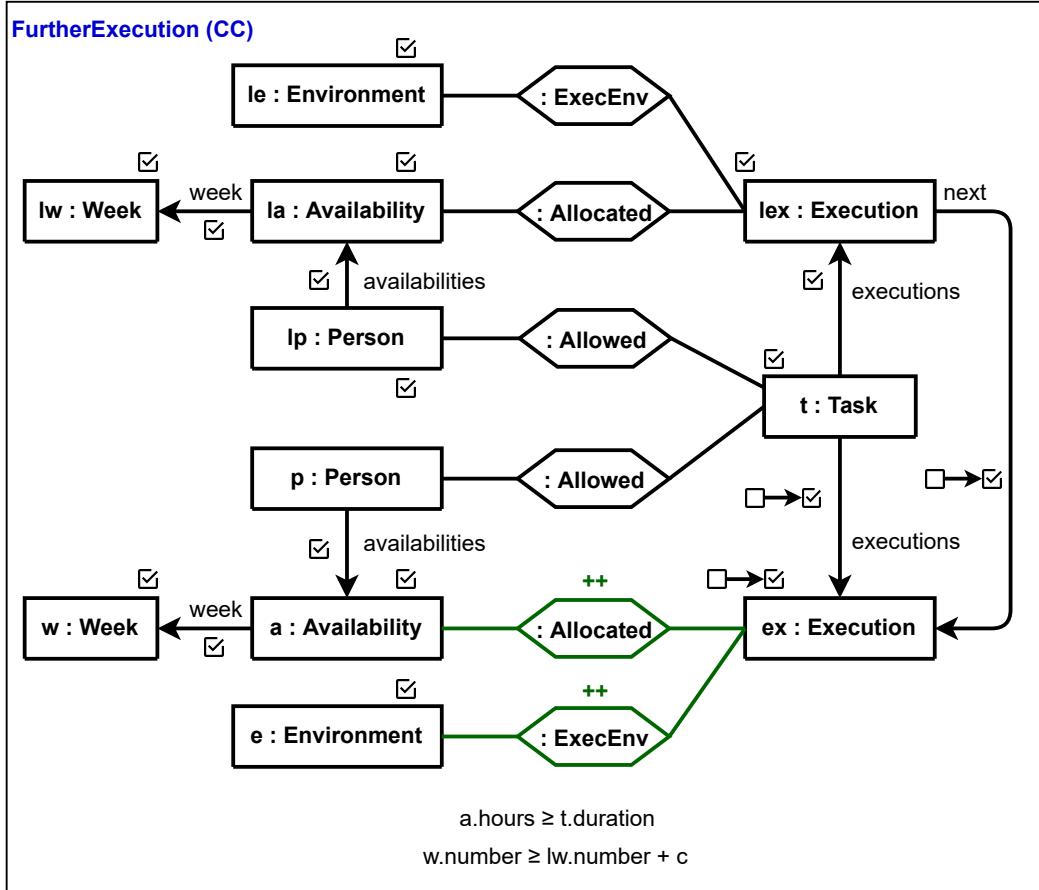 FurtherExecution (CC)
le : Environment
: ExecEnv
lw : Week
week
la : Availability
: Allocated
lex : Execution
next
availabilities
executions
lp : Person
: Allowed
t : Task
p : Person
: Allowed
availabilities
executions
++
w : Week
week
a : Availability
: Allocated
ex : Execution
++
e : Environment
: ExecEnv
a.hours ≥ t.duration
w.number ≥ lw.number + c